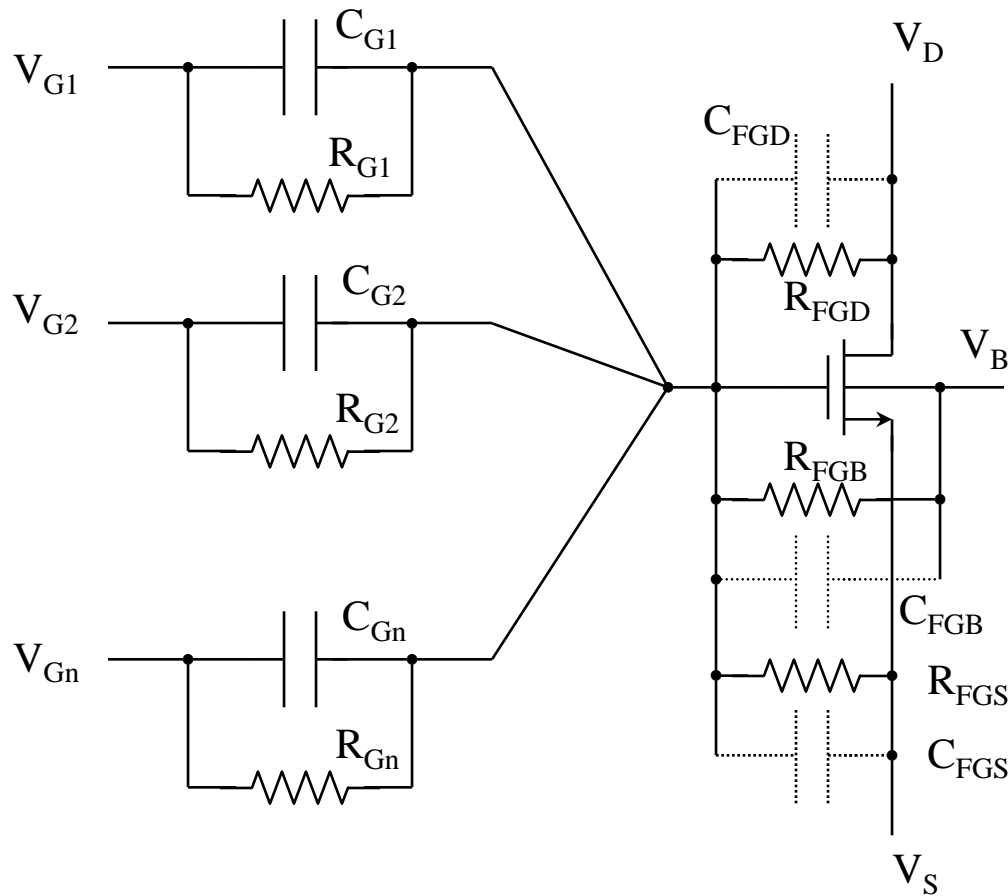 V_G1
C_G1
R_G1
V_G2
C_G2
R_G2
V_Gn
C_Gn
R_Gn
V_D
C_FGD
R_FGD
V_B
R_FGB
C_FGB
R_FGS
C_FGS
V_S